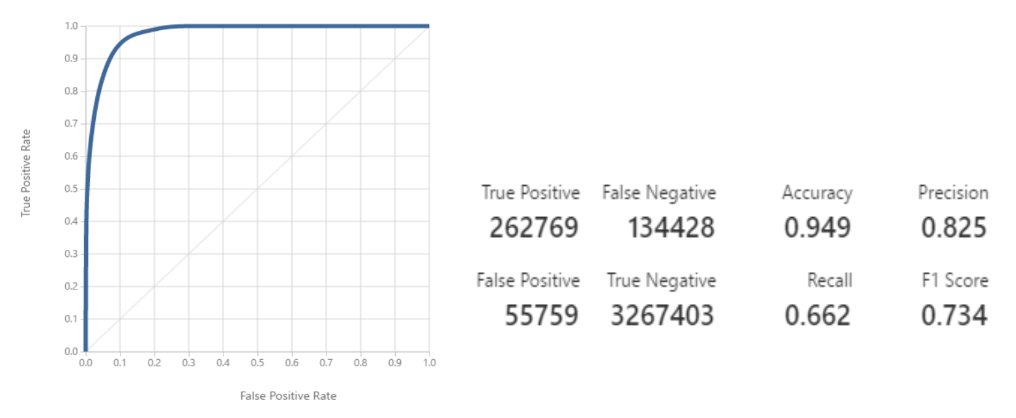 1.0
0.9
0.8
0.7
0.6
0.5
0.4
0.3
0.2
0.1
0.0
True Positive Rate
0.0 0.1 0.2 0.3 0.4 0.5 0.6 0.7 0.8 0.9 1.0
False Positive Rate
True Positive False Negative Accuracy Precision
262769 134428 0.949 0.825
False Positive True Negative Recall F1 Score
55759 3267403 0.662 0.734